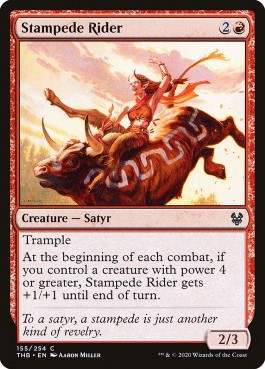 Stampede Rider 2
Creature — Satyr
Trample
At the beginning of each combat, if
you control a creature with power 4
or greater, Stampede Rider gets
+1/+1 until end of turn.
To a satyr, a stampede is just another
kind of revelry.
2/3
155/254 C
THB • EN Aaron Miller
™ & © 2020 Wizards of the Coast